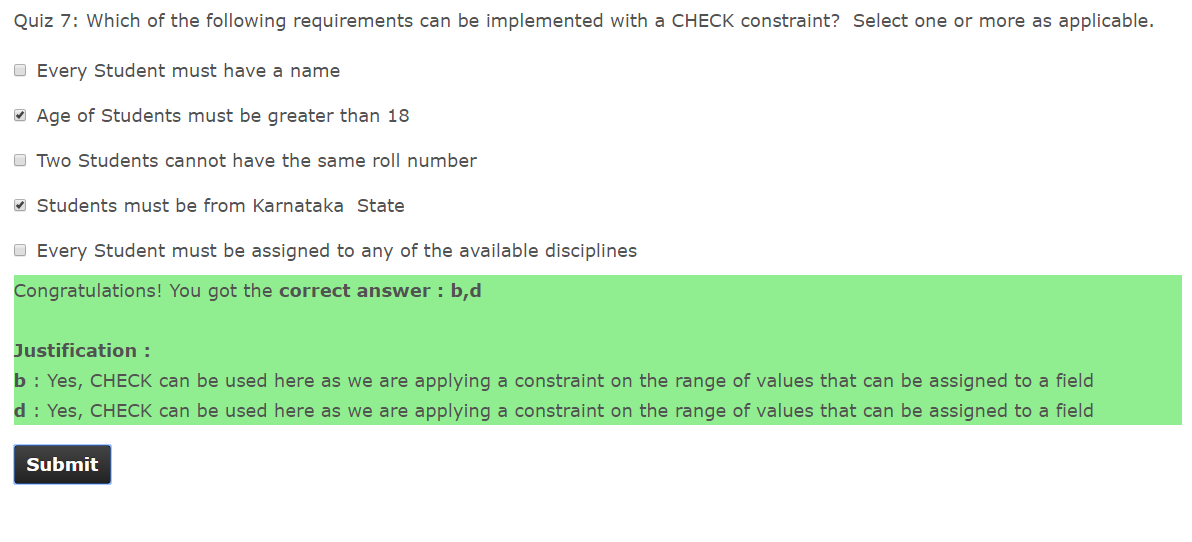 Quiz 7: Which of the following requirements can be implemented with a CHECK constraint?  Select one or more as applicable.
Every Student must have a name
Age of Students must be greater than 18
Two Students cannot have the same roll number
Students must be from Karnataka  State
Every Student must be assigned to any of the available disciplines
Congratulations! You got the correct answer : b,d
Justification :
b : Yes, CHECK can be used here as we are applying a constraint on the range of values that can be assigned to a field
d : Yes, CHECK can be used here as we are applying a constraint on the range of values that can be assigned to a field
Submit